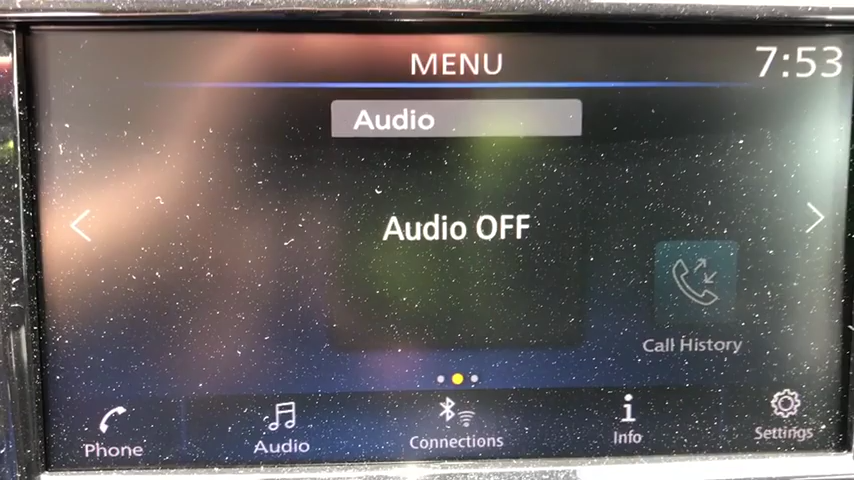 MENU
7:53
Audio
Audio OFF
Call History
Phone
Audio
Connections
Info
Settings